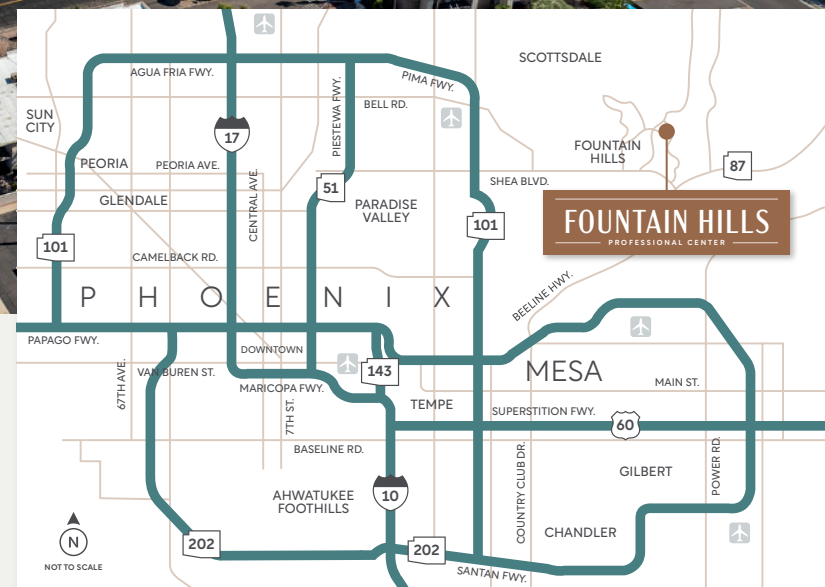 SCOTTSDALE
AGUA FRIA FWY.
PIMA FWY.
PIESTEWA FWY.
BELL RD.
SUN
CITY
17
FOUNTAIN
HILLS
PEORIA
PEORIA AVE.
87
51
SHEA BLVD.
GLENDALE
CENTRAL AVE.
PARADISE
VALLEY
FOUNTAIN HILLS
PROFESSIONAL CENTER
101
101
CAMELBACK RD.
BEELINE HWY.
PHOENIX
PAPAGO FWY.
DOWNTOWN
67TH AVE.
VAN BUREN ST.
143
MESA
MARICOPA FWY.
MAIN ST.
7TH ST.
TEMPE
SUPERSTITION FWY.
60
BASELINE RD.
COUNTRY CLUB DR.
POWER RD.
GILBERT
AHWATUKEE
FOOTHILLS
10
CHANDLER
N
202
202
NOT TO SCALE
SANTAN FWY.